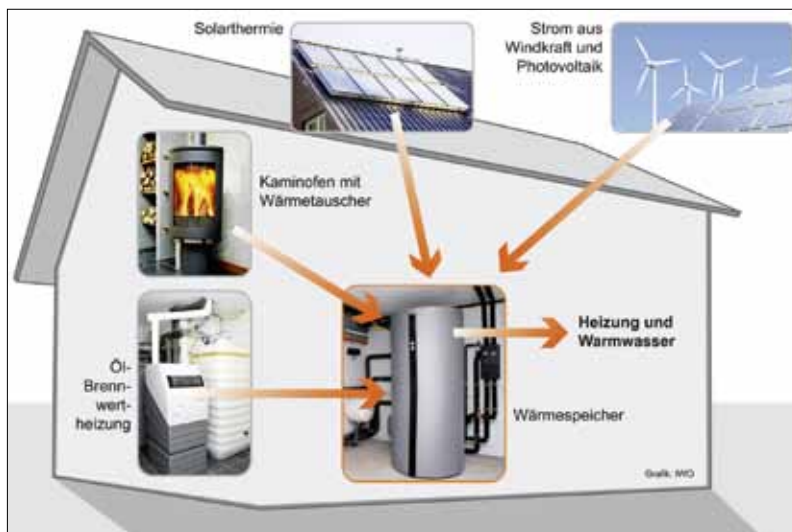 Solarthermie
Strom aus
Windkraft und
Photovoltaik
Kaminofen mit
Wärmetauscher
Öl-
Brenn-
wert-
heizung
Heizung und
Warmwasser
Wärmespeicher
Grafik: IWO